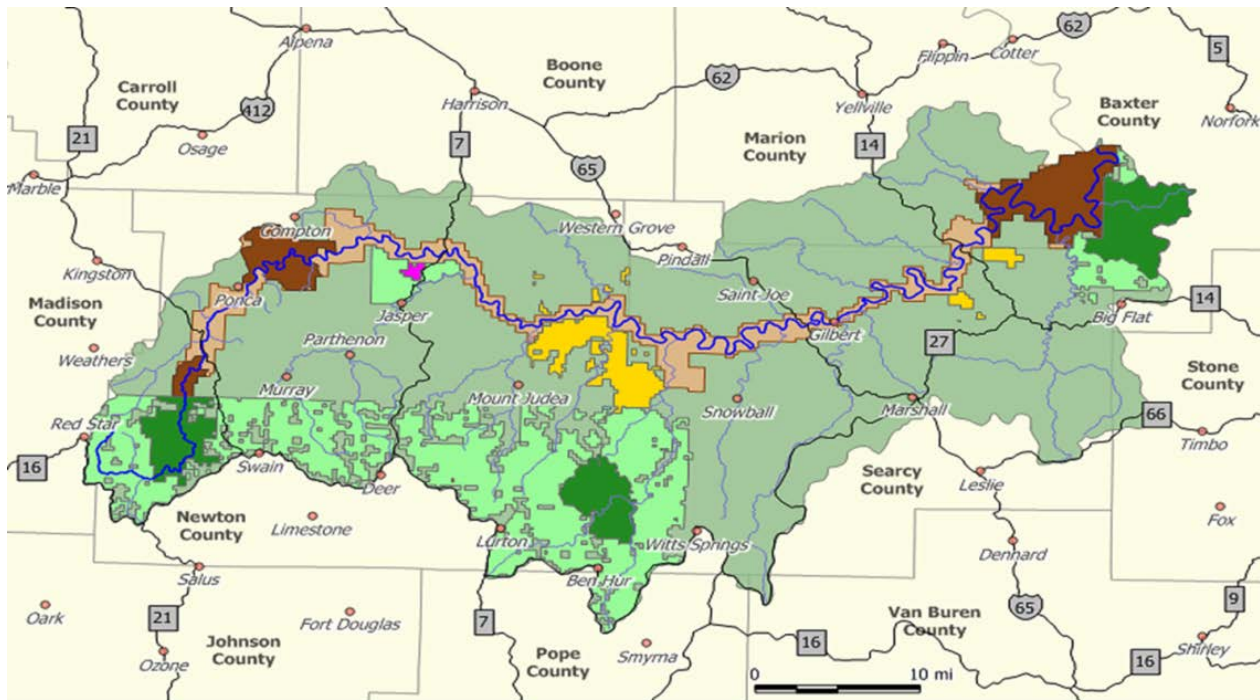 62
Alpena
Flippin
Cotter
62
5
Carroll
County
Boone
County
62
Harrison
Yellville
Baxter
County
412
21
Osage
7
Marion
County
14
Norfork
65
Marble
Compton
Western Grove
Pindall
Kingston
Ponca
Saint Joe
Madison
County
Jasper
Big Flat
14
Gilbert
27
Weathers
Parthenon
Stone
County
Murray
Mount Judea
Snowball
Marshall
Red Star
66
Timbo
16
Swain
Searcy
County
Leslie
Deer
Newton
County
Limestone
Lurton
Witts Springs
Fox
Dennard
Salus
Ben Hur
Oark
21
Fort Douglas
7
65
9
Van Buren
County
Johnson
County
Pope
County
Smyrna
16
Shirley
Ozone
16
0
10 mi